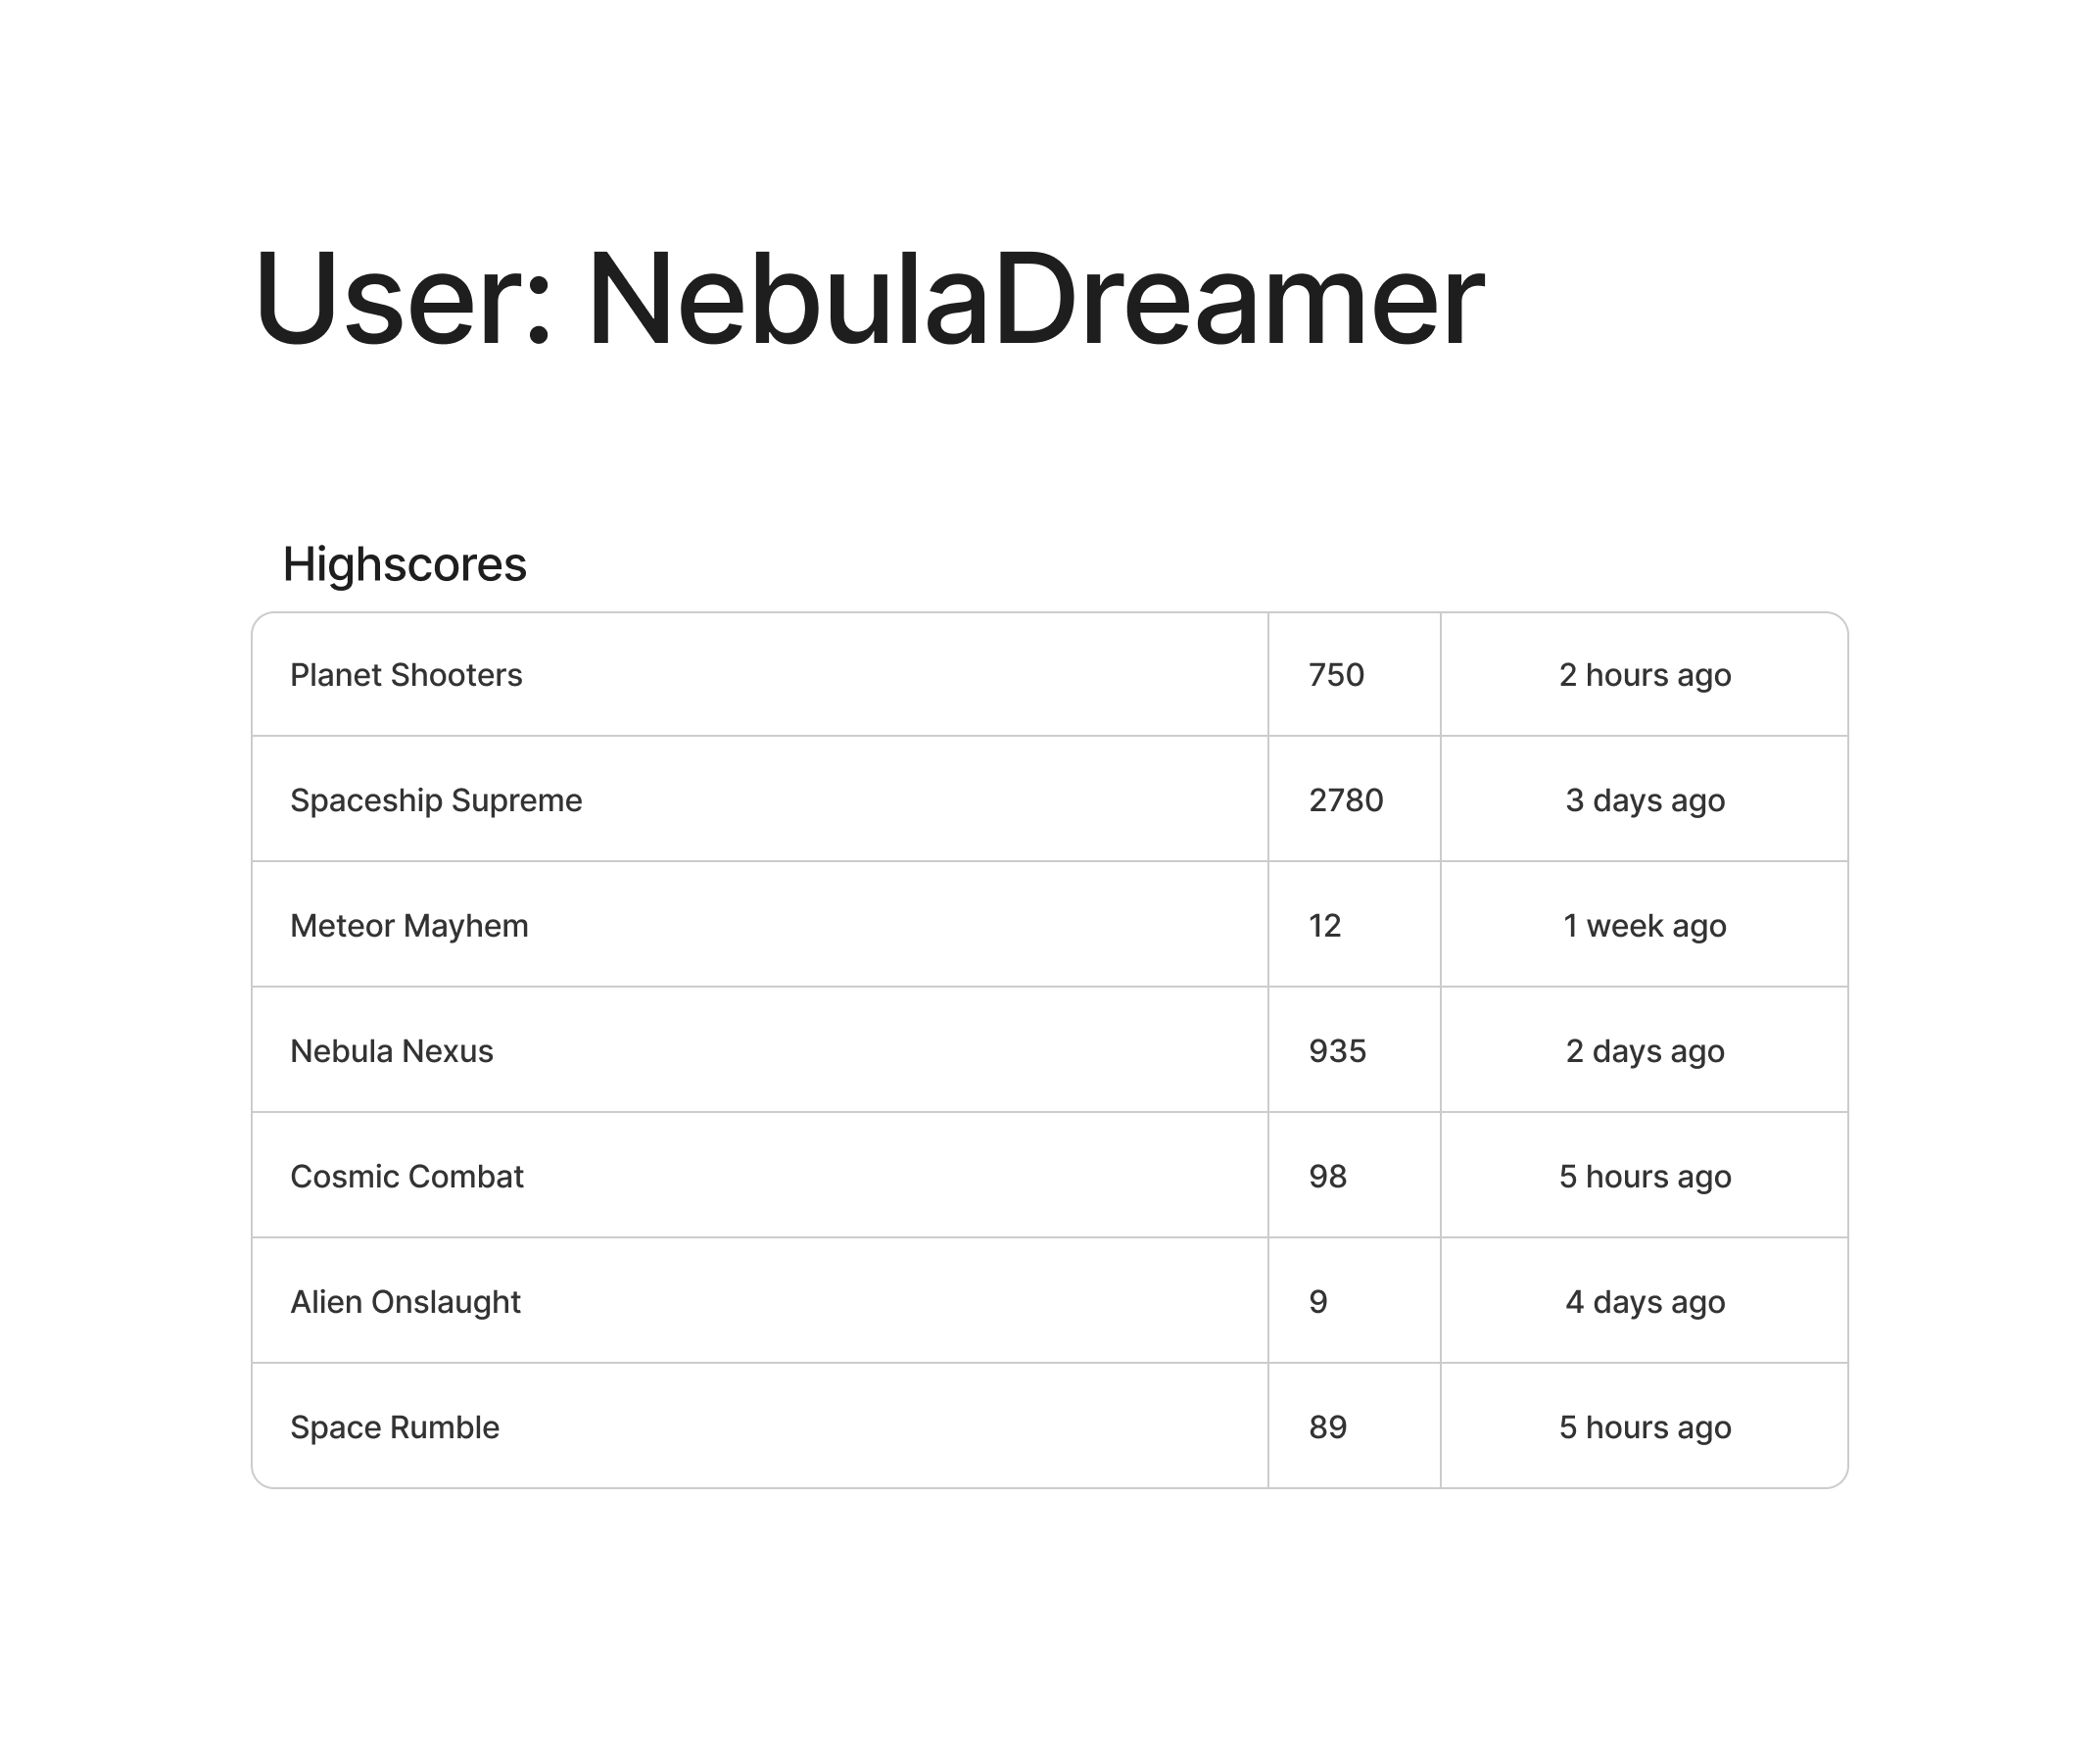 User: NebulaDreamer
Highscores
Planet Shooters 750 2 hours ago
Spaceship Supreme 2780 3 days ago
Meteor Mayhem 12 1 week ago
Nebula Nexus 935 2 days ago
Cosmic Combat 98 5 hours ago
Alien Onslaught 9 4 days ago
Space Rumble 89 5 hours ago